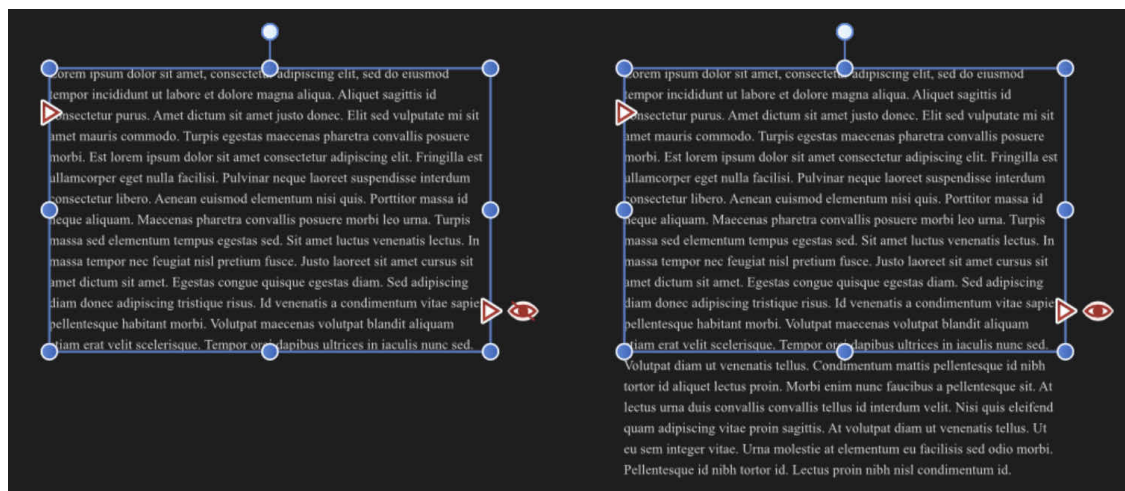 Lorem ipsum dolor sit amet, consectetur adipiscing elit, sed do eiusmod
tempor incididunt ut labore et dolore magna aliqua. Aliquet sagittis id
consectetur purus. Amet dictum sit amet justo donec. Elit sed vulputate mi sit
amet mauris commodo. Turpis egestas maecenas pharetra convallis posuere
morbi. Est lorem ipsum dolor sit amet consectetur adipiscing elit. Fringilla est
ullamcorper eget nulla facilisi. Pulvinar neque laoreet suspendisse interdum
consectetur libero. Aenean euismod elementum nisi quis. Porttitor massa id
neque aliquam. Maecenas pharetra convallis posuere morbi leo urna. Turpis
massa sed elementum tempus egestas sed. Sit amet luctus venenatis lectus. In
massa tempor nec feugiat nisl pretium fusce. Justo laoreet sit amet cursus sit
amet dictum sit amet. Egestas congue quisque egestas diam. Sed adipiscing
diam donec adipiscing tristique risus. Id venenatis a condimentum vitae sapien
pellentesque habitant morbi. Volutpat maecenas volutpat blandit aliquam
etiam erat velit scelerisque. Tempor orci dapibus ultrices in iaculis nunc sed.
Lorem ipsum dolor sit amet, consectetur adipiscing elit, sed do eiusmod
tempor incididunt ut labore et dolore magna aliqua. Aliquet sagittis id
consectetur purus. Amet dictum sit amet justo donec. Elit sed vulputate mi sit
amet mauris commodo. Turpis egestas maecenas pharetra convallis posuere
morbi. Est lorem ipsum dolor sit amet consectetur adipiscing elit. Fringilla est
ullamcorper eget nulla facilisi. Pulvinar neque laoreet suspendisse interdum
consectetur libero. Aenean euismod elementum nisi quis. Porttitor massa id
neque aliquam. Maecenas pharetra convallis posuere morbi leo urna. Turpis
massa sed elementum tempus egestas sed. Sit amet luctus venenatis lectus. In
massa tempor nec feugiat nisl pretium fusce. Justo laoreet sit amet cursus sit
amet dictum sit amet. Egestas congue quisque egestas diam. Sed adipiscing
diam donec adipiscing tristique risus. Id venenatis a condimentum vitae sapien
pellentesque habitant morbi. Volutpat maecenas volutpat blandit aliquam
etiam erat velit scelerisque. Tempor orci dapibus ultrices in iaculis nunc sed.
Volutpat diam ut venenatis tellus. Condimentum mattis pellentesque id nibh
tortor id aliquet lectus proin. Morbi enim nunc faucibus a pellentesque sit. At
lectus urna duis convallis convallis tellus id interdum velit. Nisi quis eleifend
quam adipiscing vitae proin sagittis. At volutpat diam ut venenatis tellus. Ut
eu sem integer vitae. Urna molestie at elementum eu facilisis sed odio morbi.
Pellentesque id nibh tortor id. Lectus proin nibh nisl condimentum id.